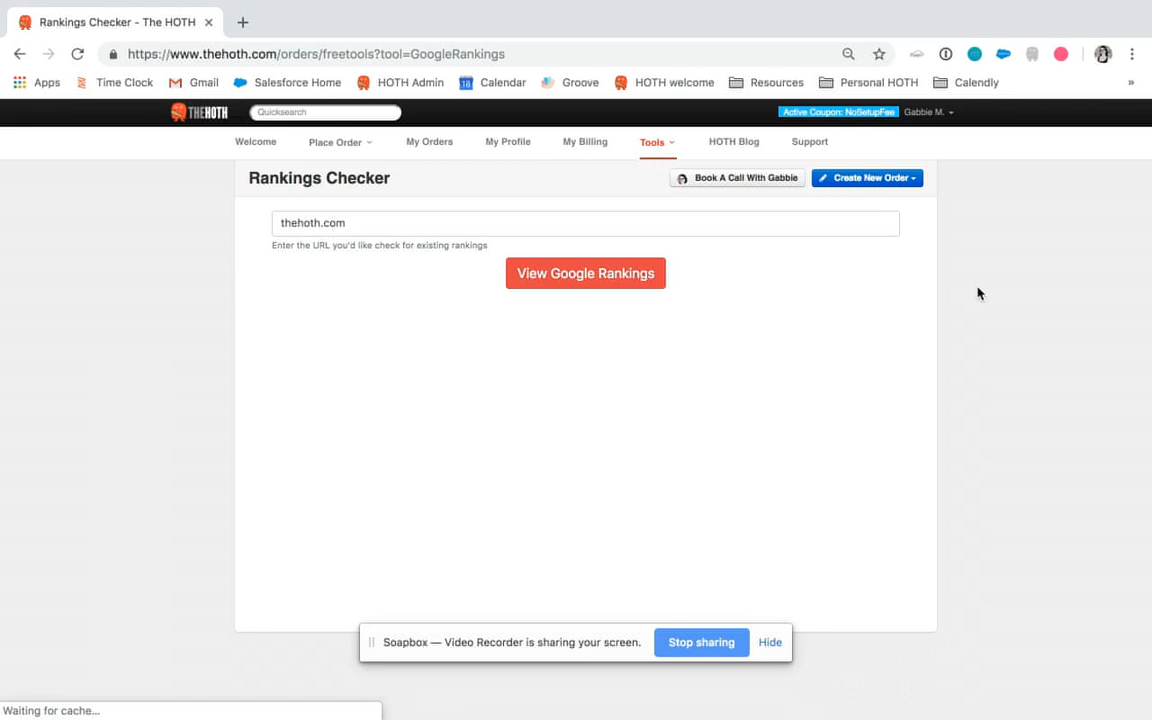 Rankings Checker - The HOTH
https://www.thehoth.com/orders/freetools?tool=GoogleRankings
Apps Time Clock Gmail Salesforce Home HOTH Admin Calendar Groove HOTH welcome Resources Personal HOTH Calendly »
THEHOTH Quicksearch Active Coupon: NoSetupFee Gabbie M.
Welcome Place Order My Orders My Profile My Billing Tools HOTH Blog Support
Rankings Checker Book A Call With Gabbie Create New Order
thehoth.com
Enter the URL you'd like check for existing rankings
View Google Rankings
Soapbox — Video Recorder is sharing your screen. Stop sharing Hide
Waiting for cache...